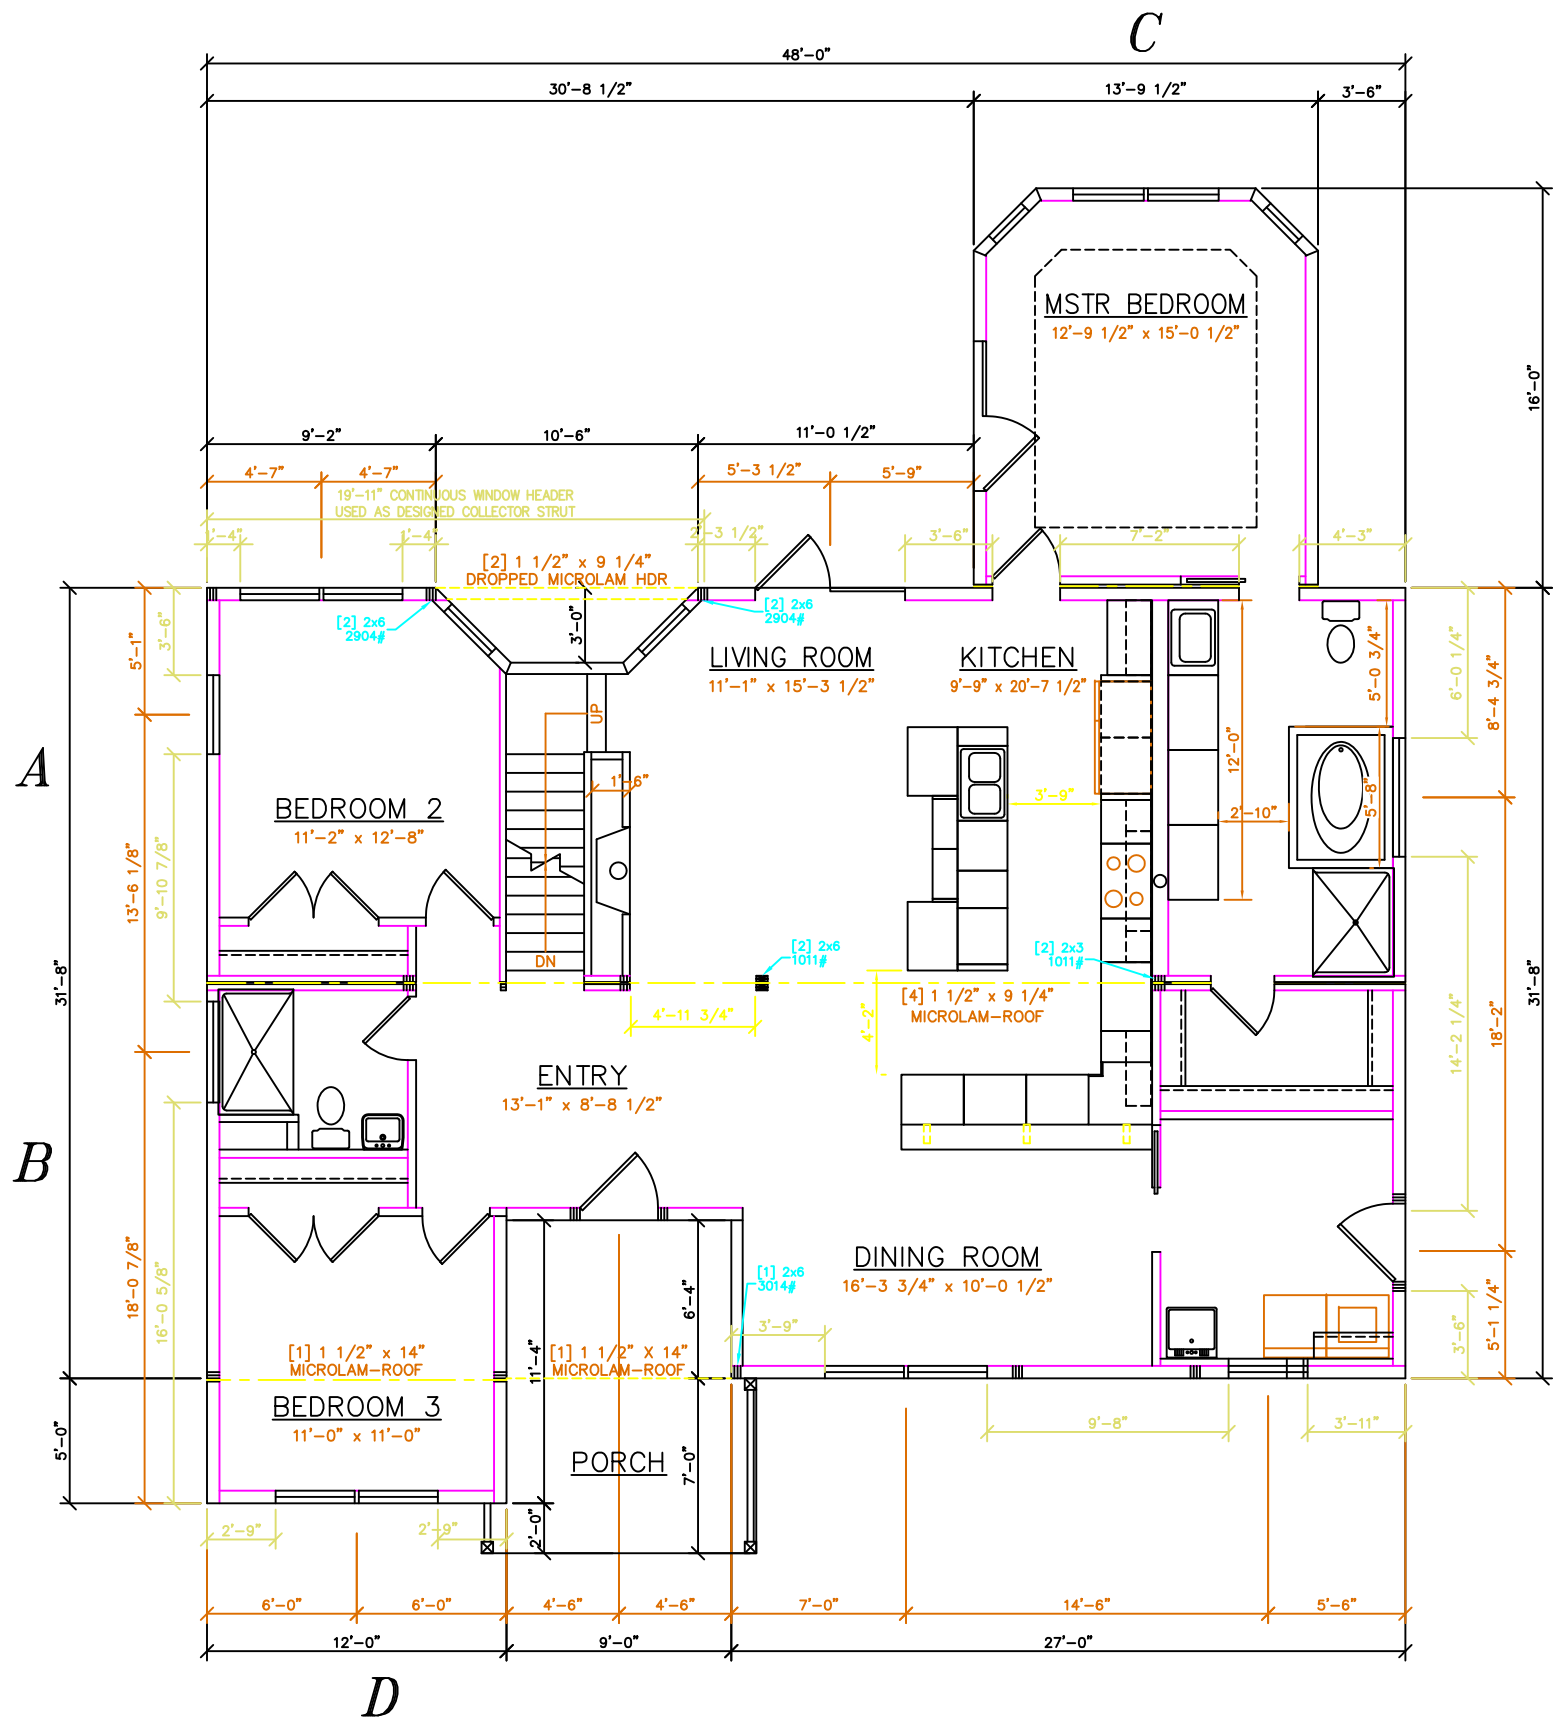 C
48'-0"
30'-8 1/2"
13'-9 1/2"
3'-6"
MSTR BEDROOM
12'-9 1/2" x 15'-0 1/2"
16'-0"
9'-2"
10'-6"
11'-0 1/2"
4'-7"
4'-7"
5'-3 1/2"
5'-9"
19'-11" CONTINUOUS WINDOW HEADER
USED AS DESIGNED COLLECTOR STRUT
1'-4"
1'-4"
2'-3 1/2"
3'-6"
7'-2"
4'-3"
[2] 1 1/2" x 9 1/4"
DROPPED MICROLAM HDR
[2] 2x6
2904#
[2] 2x6
2904#
3'-0"
5'-1"
3'-6"
LIVING ROOM
11'-1" x 15'-3 1/2"
KITCHEN
9'-9" x 20'-7 1/2"
5'-0 3/4"
6'-0 1/4"
8'-4 3/4"
UP
A
1'-6"
12'-0"
3'-9"
2'-10"
5'-8"
BEDROOM 2
11'-2" x 12'-8"
13'-6 1/8"
9'-10 7/8"
31'-8"
DN
[2] 2x6
1011#
[2] 2x3
1011#
[4] 1 1/2" x 9 1/4"
MICROLAM-ROOF
4'-11 3/4"
4'-2"
14'-2 1/4"
18'-2"
31'-8"
ENTRY
13'-1" x 8'-8 1/2"
B
DINING ROOM
16'-3 3/4" x 10'-0 1/2"
[1] 2x6
3014#
18'-0 7/8"
16'-0 5/8"
6'-4"
3'-9"
3'-6"
5'-1 1/4"
[1] 1 1/2" x 14"
MICROLAM-ROOF
[1] 1 1/2" X 14"
MICROLAM-ROOF
11'-4"
BEDROOM 3
11'-0" x 11'-0"
5'-0"
PORCH
7'-0"
9'-8"
3'-11"
2'-9"
2'-9"
2'-0"
6'-0"
6'-0"
4'-6"
4'-6"
7'-0"
14'-6"
5'-6"
12'-0"
9'-0"
27'-0"
D